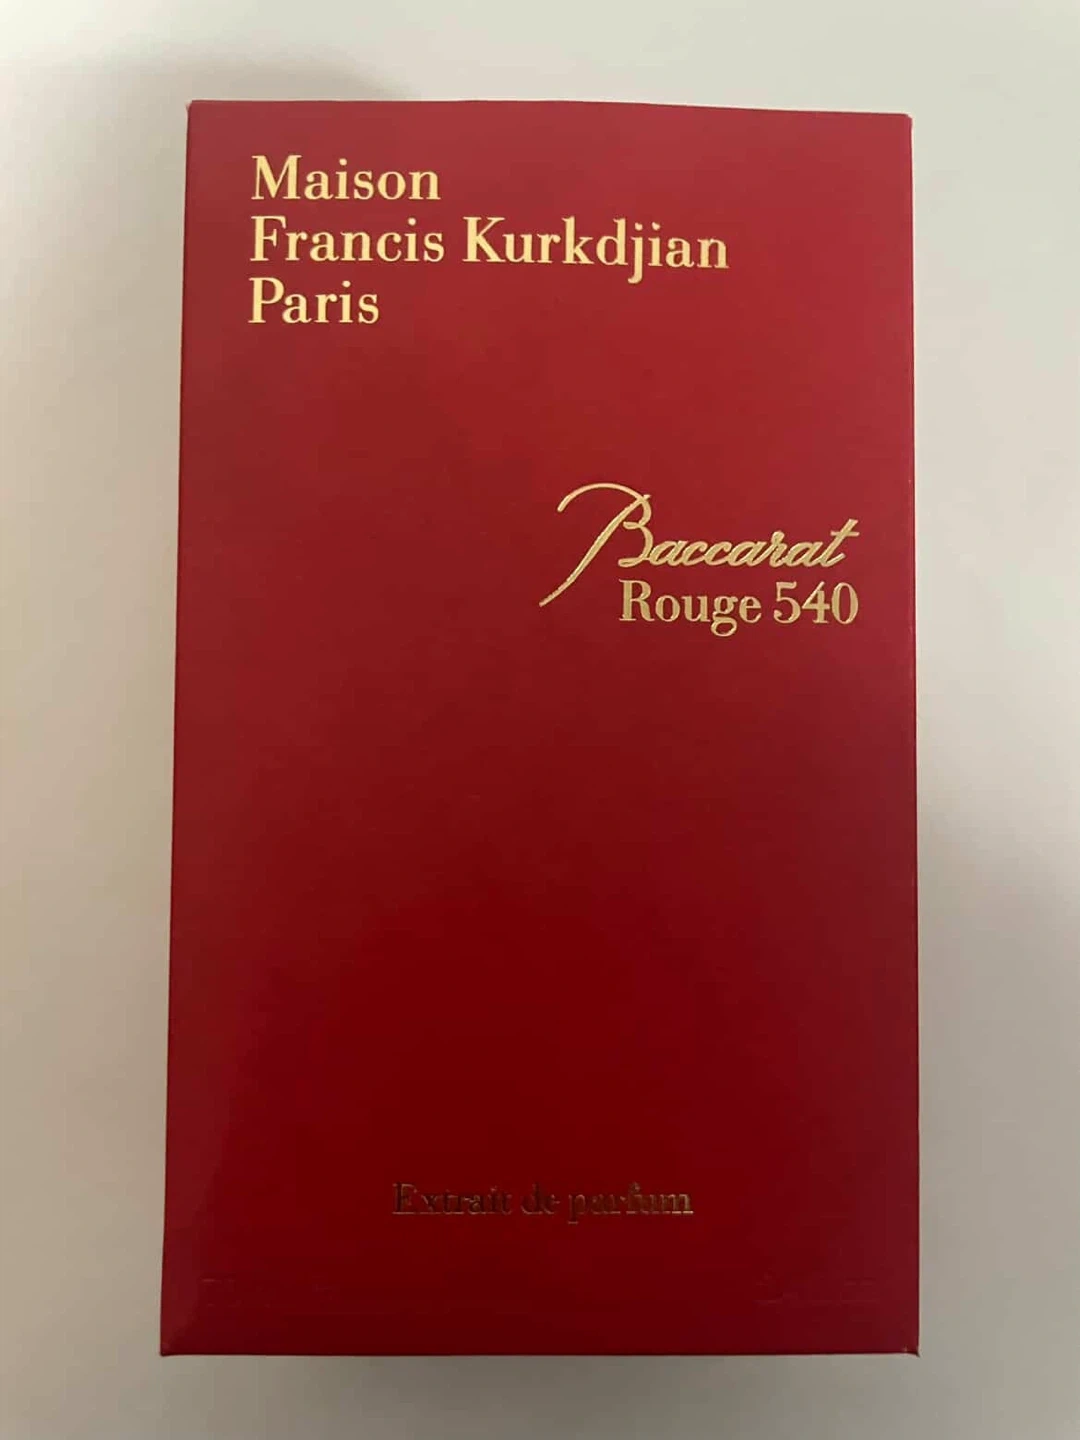 Maison
Francis Kurkdjian
Paris
Baccarat
Rouge 540
Extrait de parfum